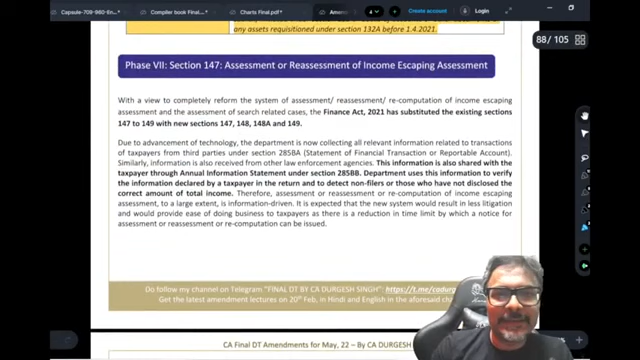 Capsule-708-980-En...
Compiler book Final...
Charts Final.pdf*
Amen
4
Create account
88 / 105
any assets requisitioned under section 132A before 1.4.2021.
Phase VII: Section 147: Assessment or Reassessment of Income Escaping Assessment
With a view to completely reform the system of assessment/ reassessment/ re-computation of income escaping
assessment and the assessment of search related cases, the Finance Act, 2021 has substituted the existing sections
147 to 149 with new sections 147, 148, 148A and 149.
Due to advancement of technology, the department is now collecting all relevant information related to transactions
of taxpayers from third parties under section 285BA (Statement of Financial Transaction or Reportable Account).
Similarly, information is also received from other law enforcement agencies. This information is also shared with the
taxpayer through Annual Information Statement under section 285BB. Department uses this information to verify
the information declared by a taxpayer in the return and to detect non-filers or those who have not disclosed the
correct amount of total income. Therefore, assessment or reassessment or re-computation of income escaping
assessment, to a large extent, is information-driven. It is expected that the new system would result in less litigation
and would provide ease of doing business to taxpayers as there is a reduction in time limit by which a notice for
assessment or reassessment or re-computation can be issued.
Do follow my channel on Telegram "FINAL DT BY CA DURGESH SINGH": https://t.me/cadurg
Get the latest amendment lectures on 20th Feb, in Hindi and English in the aforesaid cha
CA Final DT Amendments for May, 22 – By CA DURGES